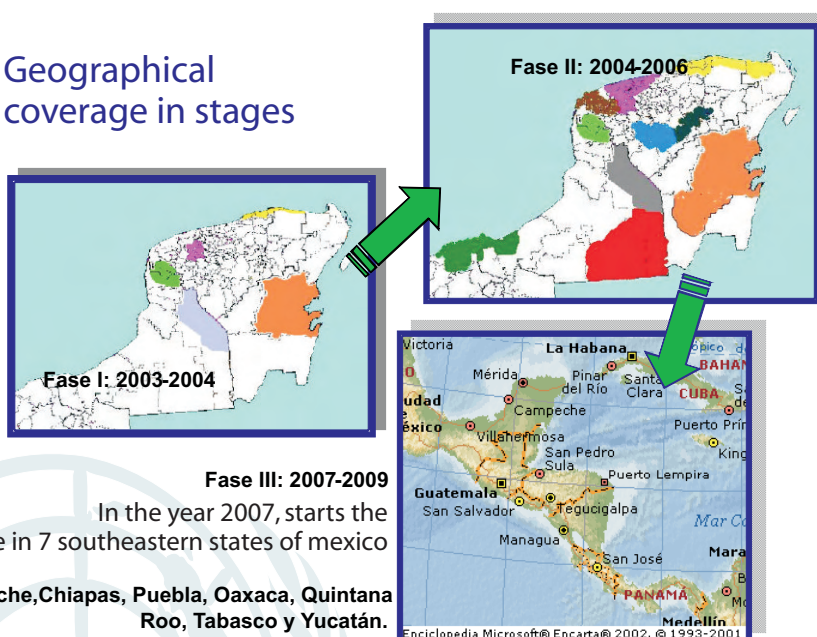 Geographical
coverage in stages
Fase II: 2004-2006
Fase I: 2003-2004
Fase III: 2007-2009
In the year 2007, starts the
in 7 southeastern states of mexico
Chiapas, Puebla, Oaxaca, Quintana
Roo, Tabasco y Yucatán.
Victoria
La Habana
Mérida
Pinar
del Río
Santa
Clara
CUBA
Campeche
Puerto
Villahermosa
San Pedro
Sula
Puerto Lempira
Guatemala
San Salvador
Tegucigalpa
Mar
Managua
San José
PANAMÁ
Medellín
Enciclopedia Microsoft® Encarta® 2002. © 1993-2001